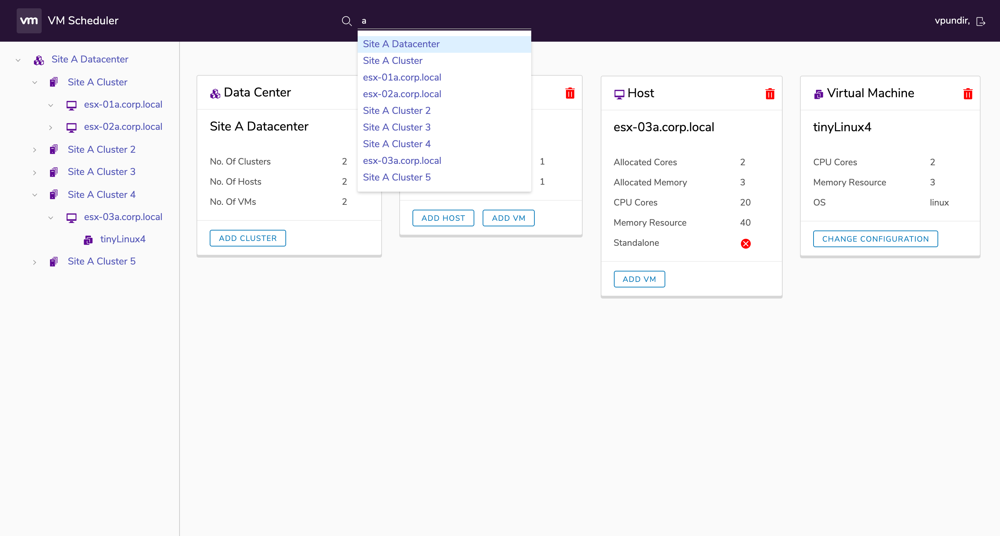 vm VM Scheduler
a
vpundir,
Site A Datacenter
Site A Cluster
esx-01a.corp.local
esx-02a.corp.local
Site A Cluster 2
Site A Cluster 3
Site A Cluster 4
esx-03a.corp.local
tinyLinux4
Site A Cluster 5
Site A Datacenter
Site A Cluster
esx-01a.corp.local
esx-02a.corp.local
Site A Cluster 2
Site A Cluster 3
Site A Cluster 4
esx-03a.corp.local
Site A Cluster 5
Data Center
Site A Datacenter
No. Of Clusters 2
No. Of Hosts 2
No. Of VMs 2
ADD CLUSTER
1
1
ADD HOST ADD VM
Host
esx-03a.corp.local
Allocated Cores 2
Allocated Memory 3
CPU Cores 20
Memory Resource 40
Standalone
ADD VM
Virtual Machine
tinyLinux4
CPU Cores 2
Memory Resource 3
OS linux
CHANGE CONFIGURATION